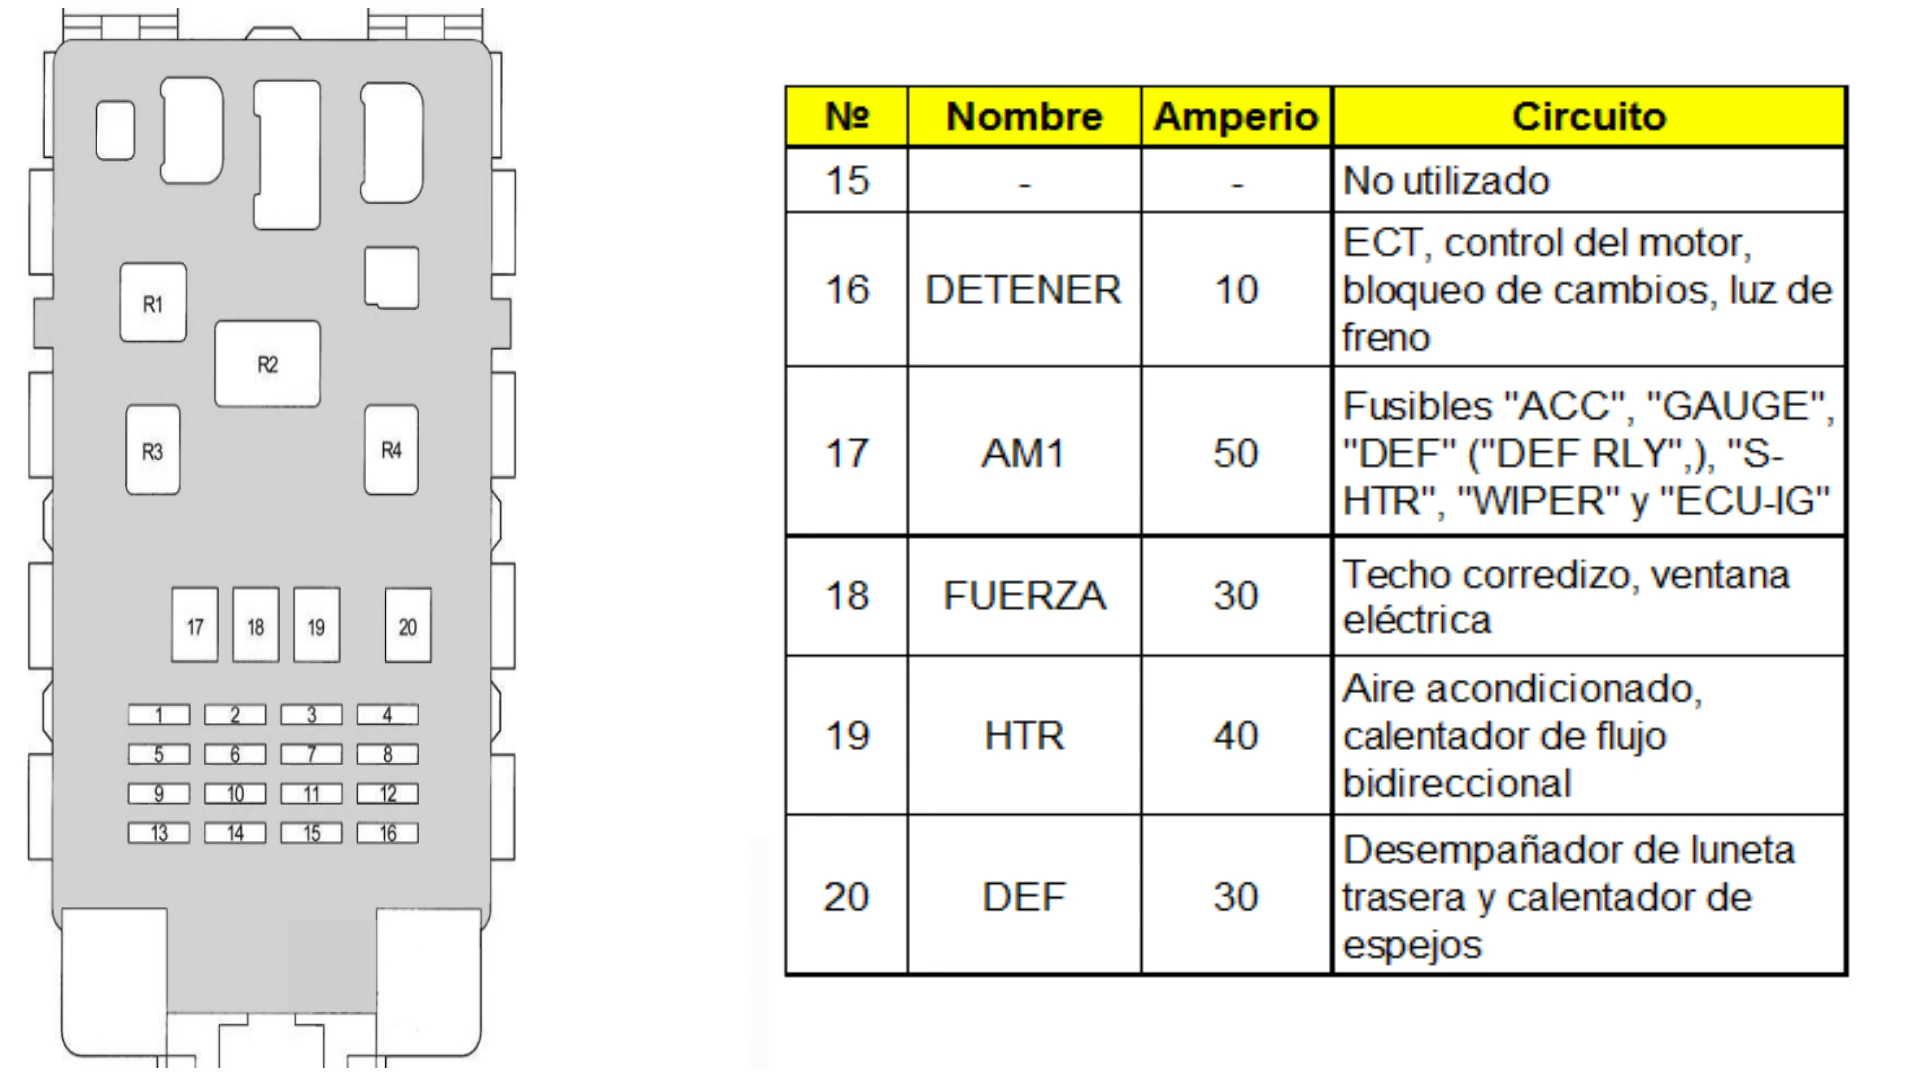 R1
R2
R3
R4
17 18 19 20
1 2 3 4
5 6 7 8
9 10 11 12
13 14 15 16
№ Nombre Amperio Circuito
15 - - No utilizado
16 DETENER 10 ECT, control del motor,
bloqueo de cambios, luz de
freno
17 AM1 50 Fusibles "ACC", "GAUGE",
"DEF" ("DEF RLY",), "S-
HTR", "WIPER" y "ECU-IG"
18 FUERZA 30 Techo corredizo, ventana
eléctrica
19 HTR 40 Aire acondicionado,
calentador de flujo
bidireccional
20 DEF 30 Desempañador de luneta
trasera y calentador de
espejos